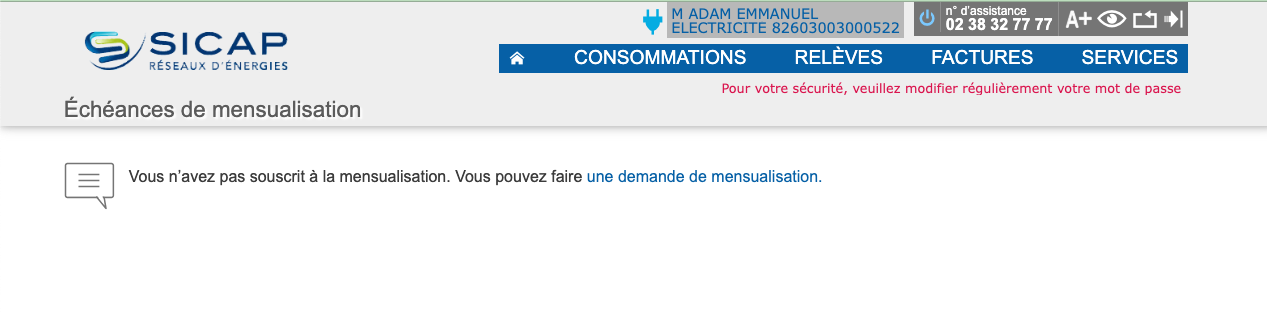 SICAP
RÉSEAUX D'ÉNERGIES
M ADAM EMMANUEL
ELECTRICITE 82603003000522
n° d'assistance
02 38 32 77 77
A+
CONSOMMATIONS RELÈVES FACTURES SERVICES
Pour votre sécurité, veuillez modifier régulièrement votre mot de passe
Échéances de mensualisation
Vous n'avez pas souscrit à la mensualisation. Vous pouvez faire une demande de mensualisation.